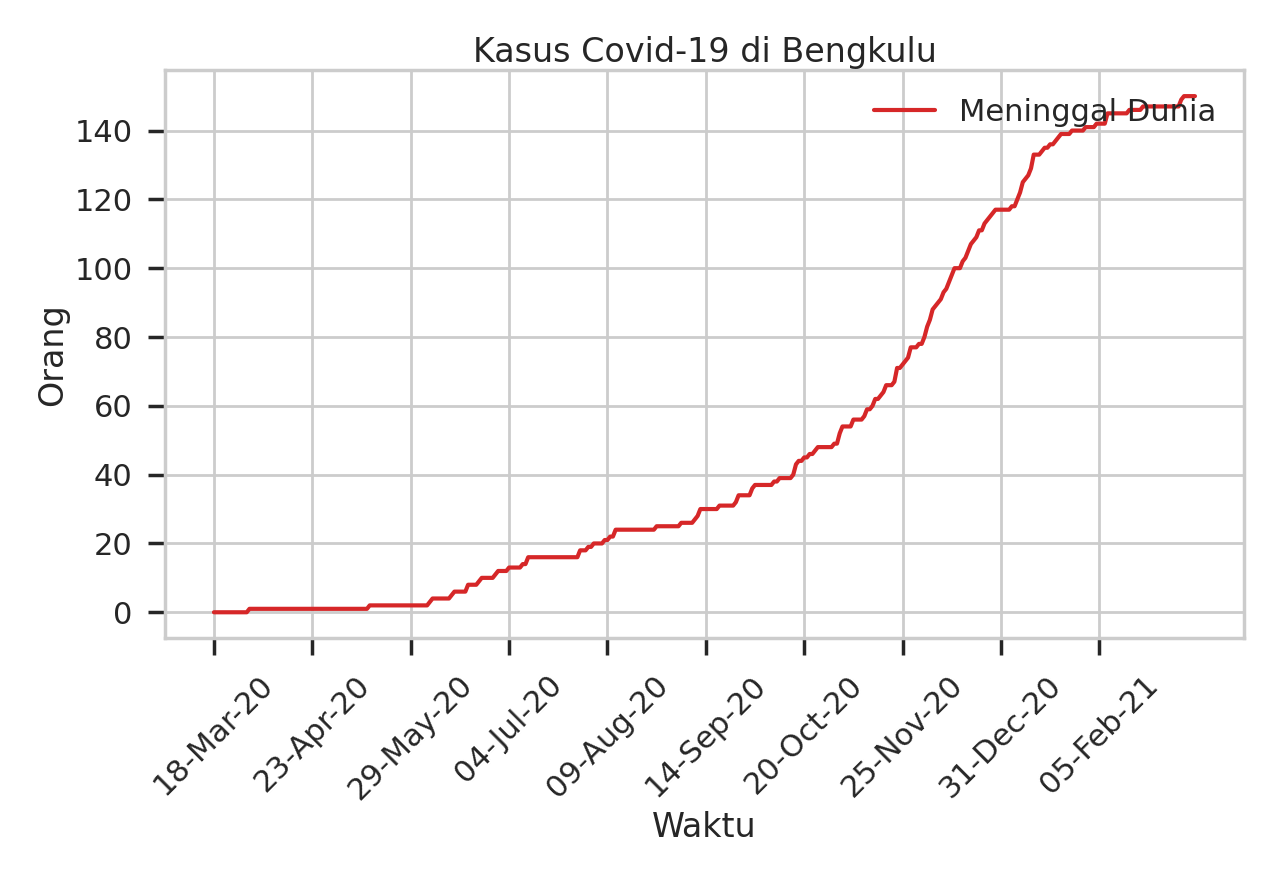 Kasus Covid-19 di Bengkulu
Meninggal Dunia
140
120
100
80
60
40
20
0
Orang
18-Mar-20
23-Apr-20
29-May-20
04-Jul-20
09-Aug-20
14-Sep-20
20-Oct-20
25-Nov-20
31-Dec-20
05-Feb-21
Waktu